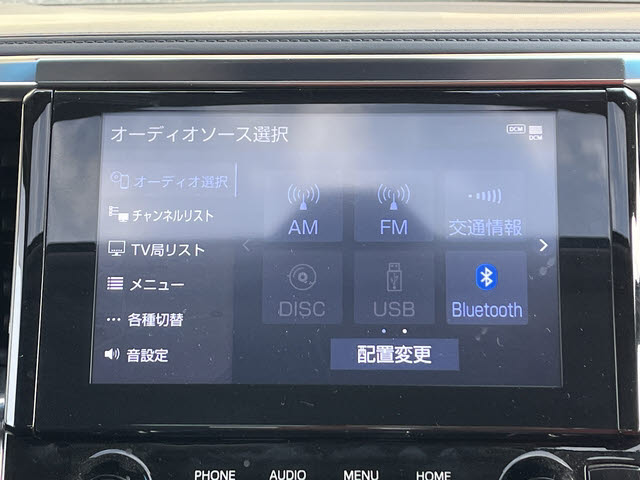 オーディオソース選択
DCM
DCM
オーディオ選択
チャンネルリスト
TV局リスト
メニュー
各種切替
音設定
AM
FM
交通情報
DISC
USB
Bluetooth
配置変更
PHONE
AUDIO
MENU
HOME